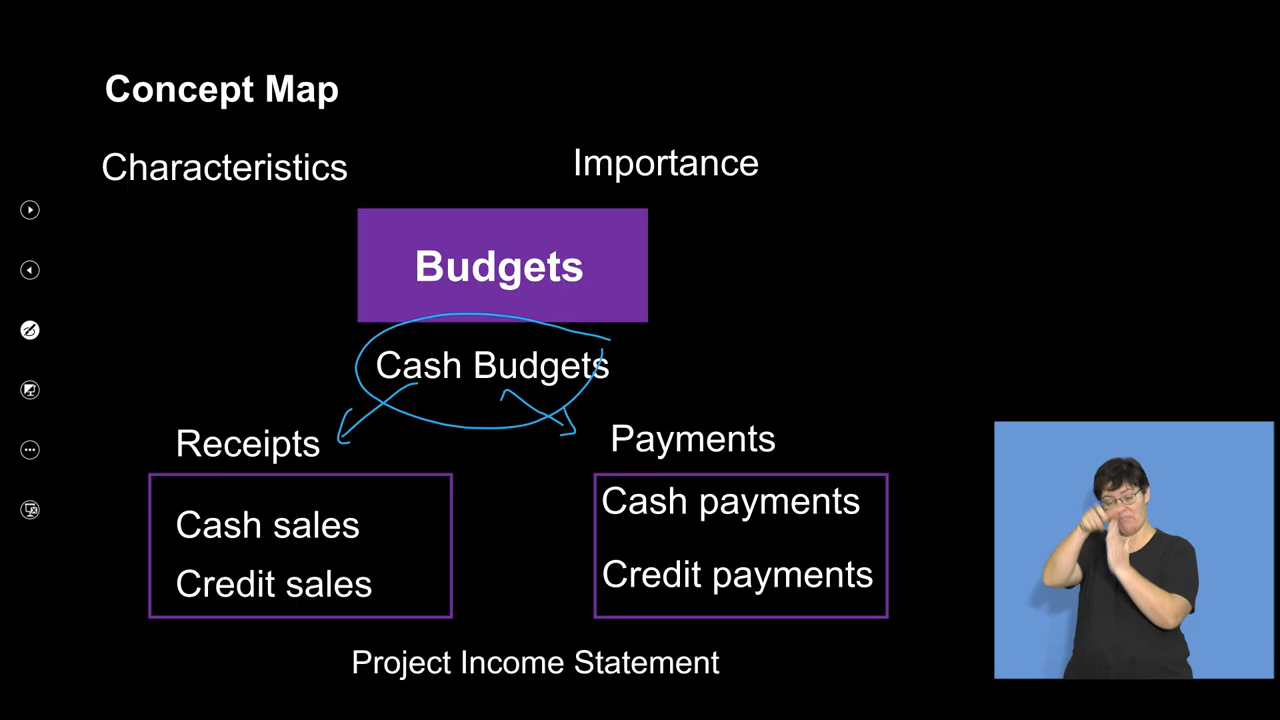 Concept Map
Characteristics
Importance
Budgets
Cash Budgets
Receipts
Payments
Cash sales
Credit sales
Cash payments
Credit payments
Project Income Statement